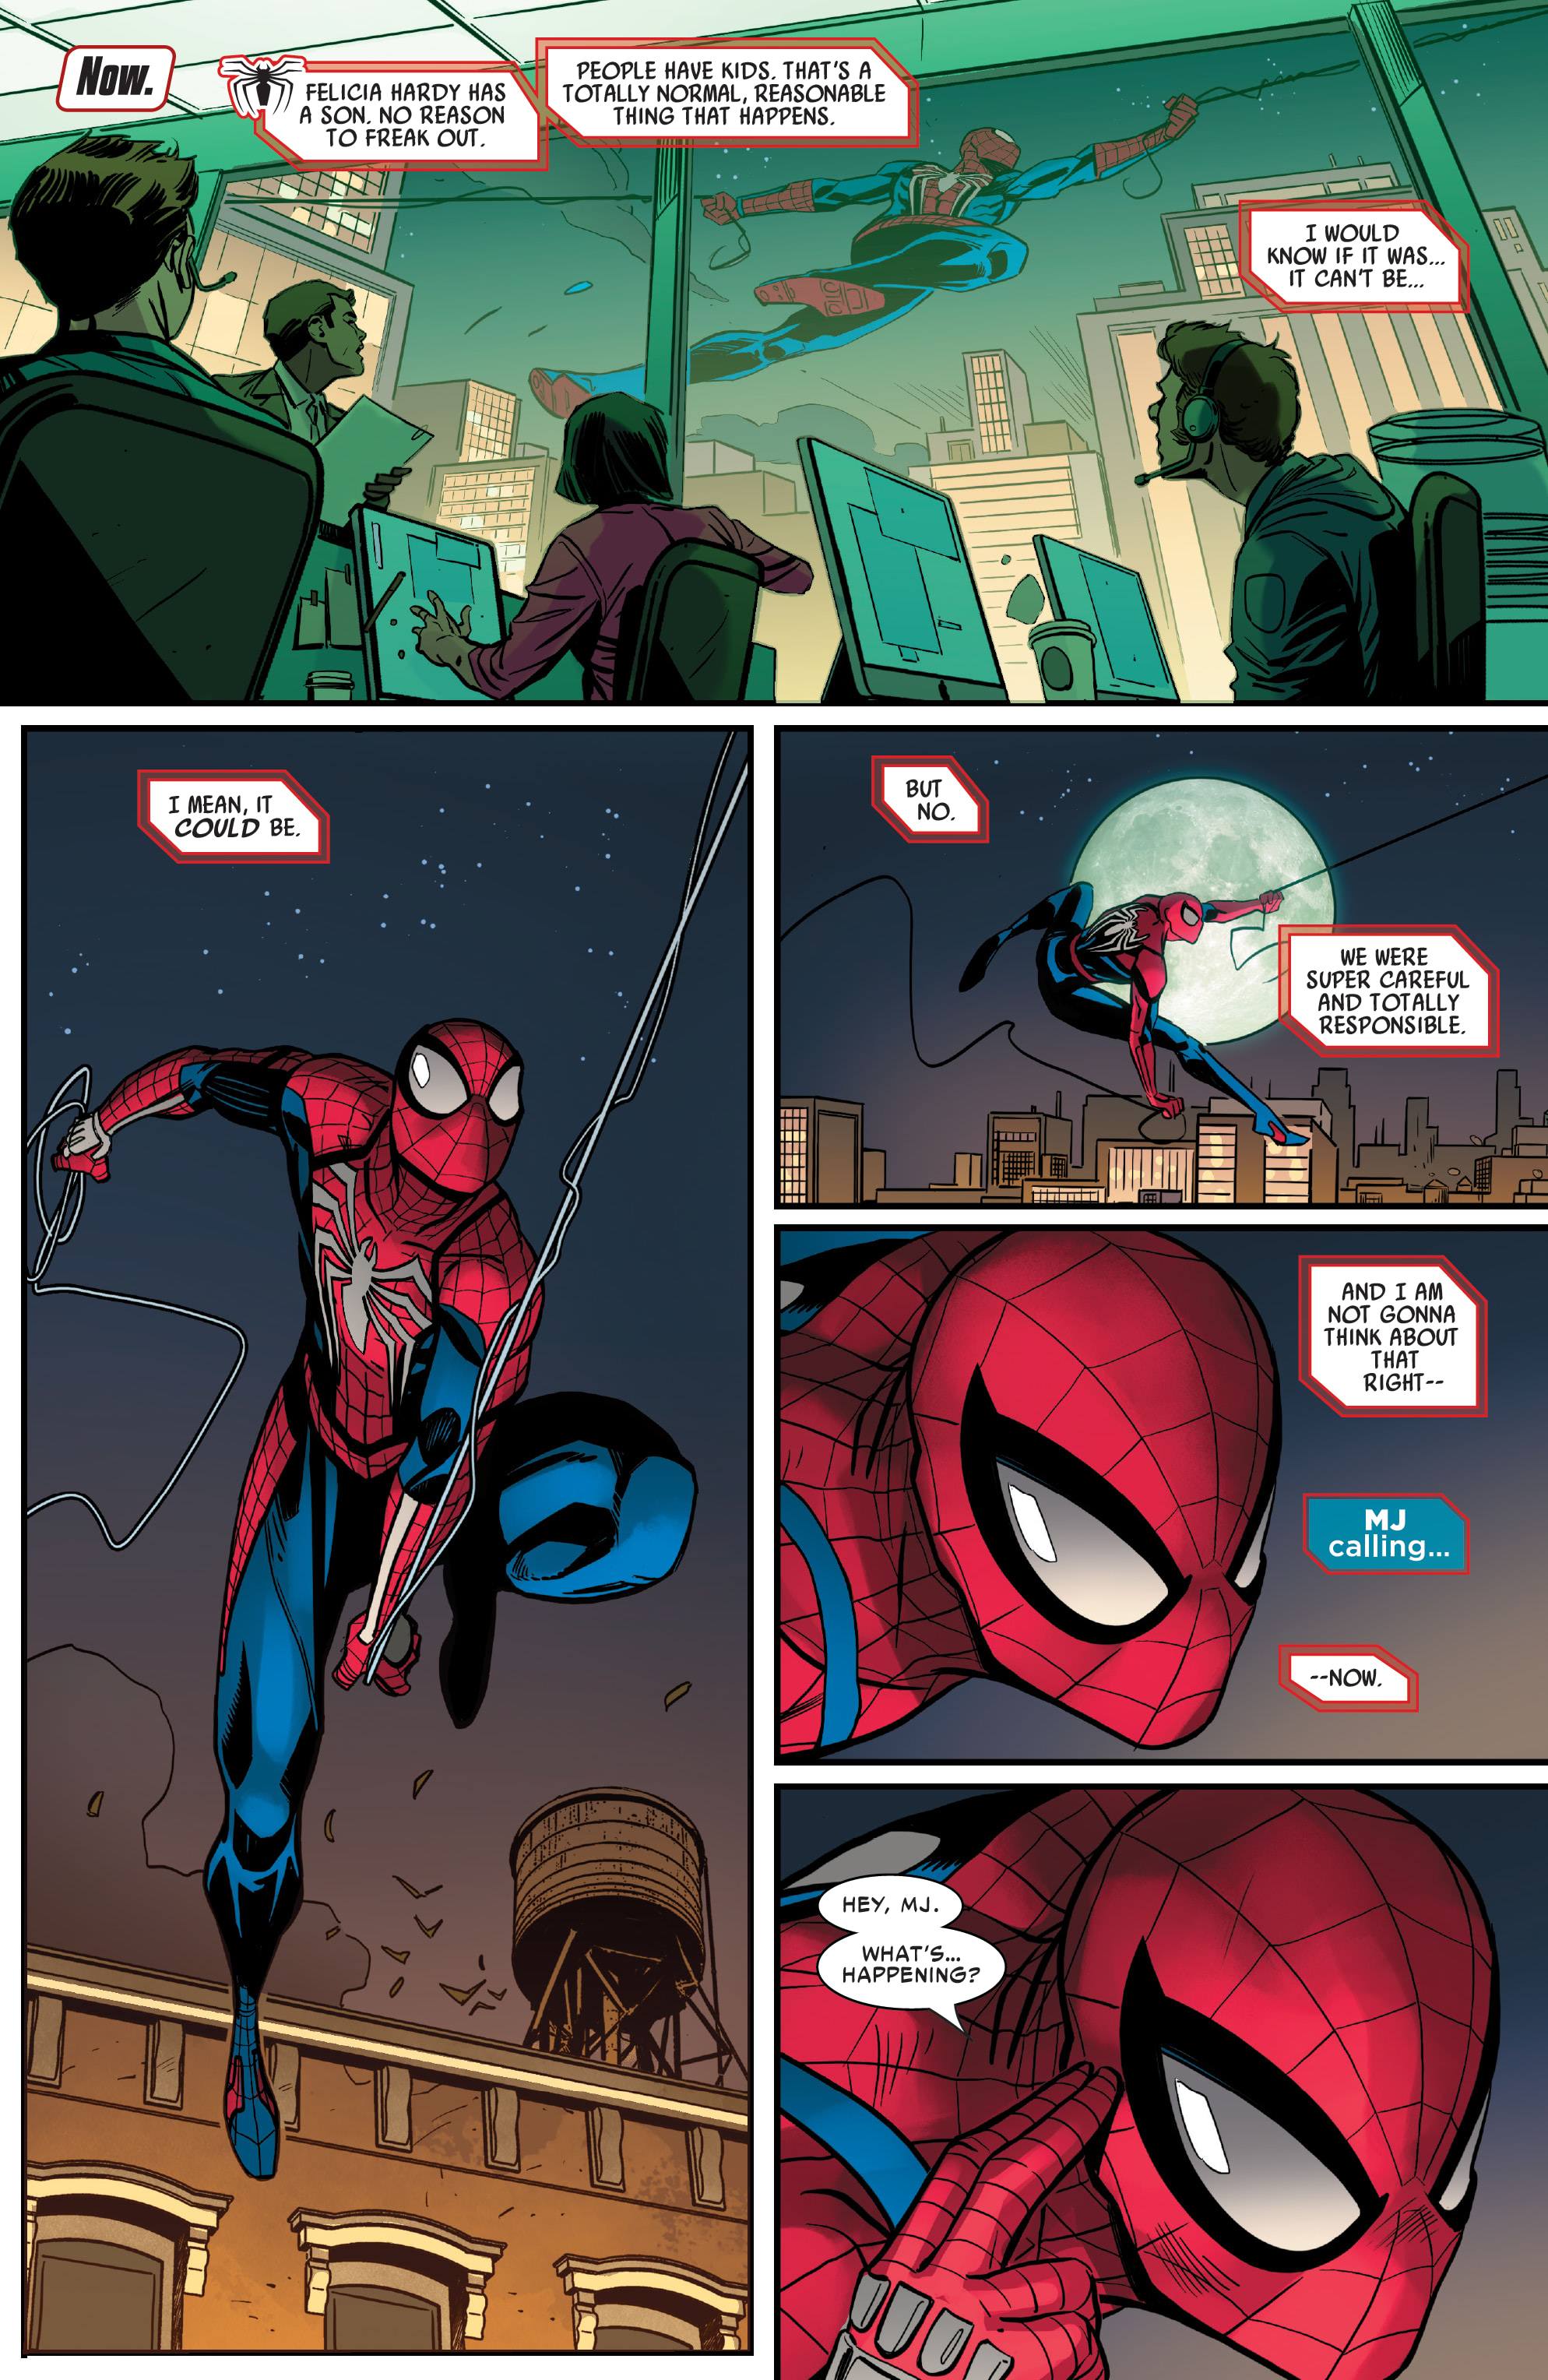 Now.
FELICIA HARDY HAS
A SON. NO REASON
TO FREAK OUT.
PEOPLE HAVE KIDS. THAT'S A
TOTALLY NORMAL, REASONABLE
THING THAT HAPPENS.
I WOULD
KNOW IF IT WAS...
IT CAN'T BE...
I MEAN, IT
COULD BE.
BUT
NO.
WE WERE
SUPER CAREFUL
AND TOTALLY
RESPONSIBLE.
AND I AM
NOT GONNA
THINK ABOUT
THAT
RIGHT--
MJ
calling...
--NOW.
HEY, MJ.
WHAT'S...
HAPPENING?